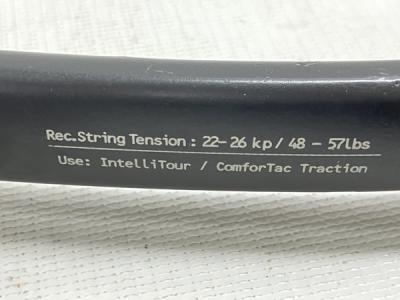 Rec.String Tension : 22-26 kp / 48 - 57lbs
Use: IntelliTour / ComforTac Traction